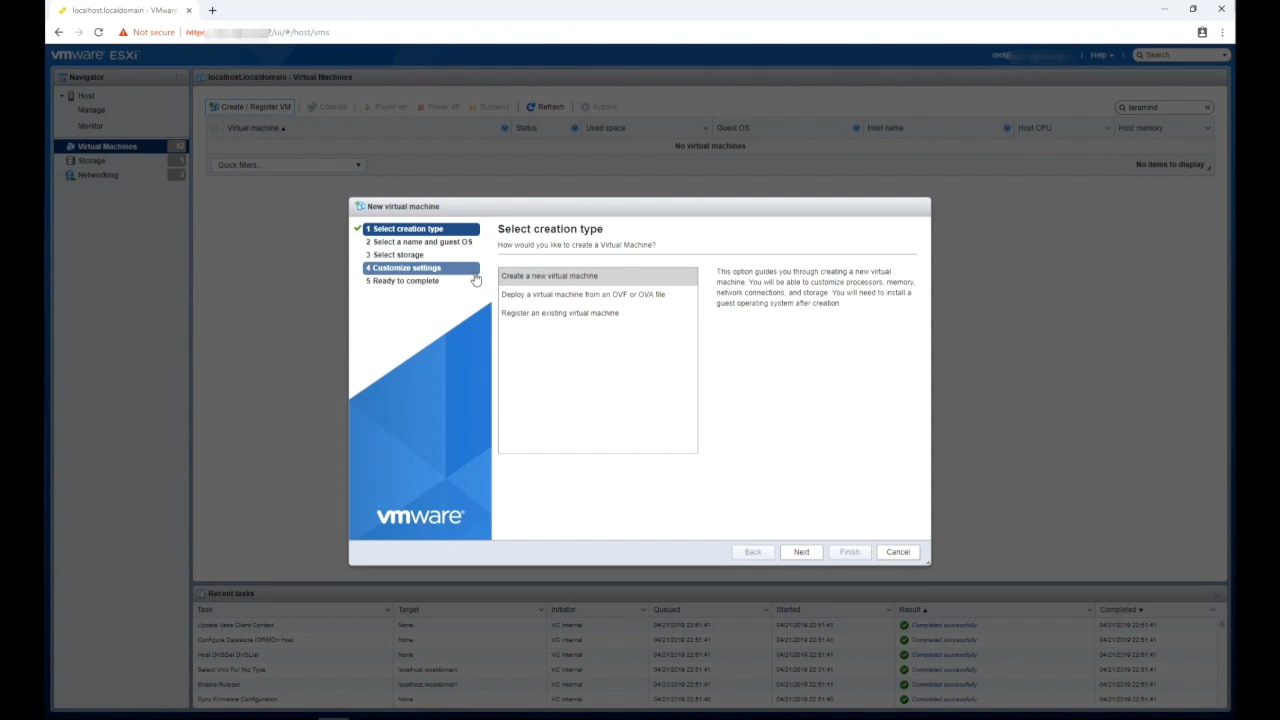 localhost.localdomain - VMware
Not secure
https
2/ui/#/host/vms
vmware ESXi
root@
Help
Search
Navigator
localhost.localdomain - Virtual Machines
Host
Manage
Monitor
Virtual Machines 42
Storage 1
Networking 2
Create / Register VM Console Power on Power off Suspend Refresh Actions
teramind
Virtual machine Status Used space Guest OS Host name Host CPU Host memory
No virtual machines
Quick filters...
No items to display
New virtual machine
1 Select creation type
2 Select a name and guest OS
3 Select storage
4 Customize settings
5 Ready to complete
Select creation type
How would you like to create a Virtual Machine?
Create a new virtual machine
Deploy a virtual machine from an OVF or OVA file
Register an existing virtual machine
This option guides you through creating a new virtual
machine. You will be able to customize processors, memory,
network connections, and storage. You will need to install a
guest operating system after creation.
vmware
Back Next Finish Cancel
Recent tasks
Task Target Initiator Queued Started Result Completed
Update Vasa Client Context None VC Internal 04/21/2019 22:51:41 04/21/2019 22:51:41 Completed successfully 04/21/2019 22:51:41
Configure Datastore IORMOn Host ... None VC Internal 04/21/2019 22:51:41 04/21/2019 22:51:41 Completed successfully 04/21/2019 22:51:41
Host DVSGet DVSList None VC Internal 04/21/2019 22:51:41 04/21/2019 22:51:41 Completed successfully 04/21/2019 22:51:41
Select Vnic For Nic Type localhost.localdomain VC Internal 04/21/2019 22:51:41 04/21/2019 22:51:41 Completed successfully 04/21/2019 22:51:41
Enable Ruleset localhost.localdomain VC Internal 04/21/2019 22:51:41 04/21/2019 22:51:41 Completed successfully 04/21/2019 22:51:41
Sync Firmware Configuration None VC Internal 04/21/2019 22:51:40 04/21/2019 22:51:40 Completed successfully 04/21/2019 22:51:41